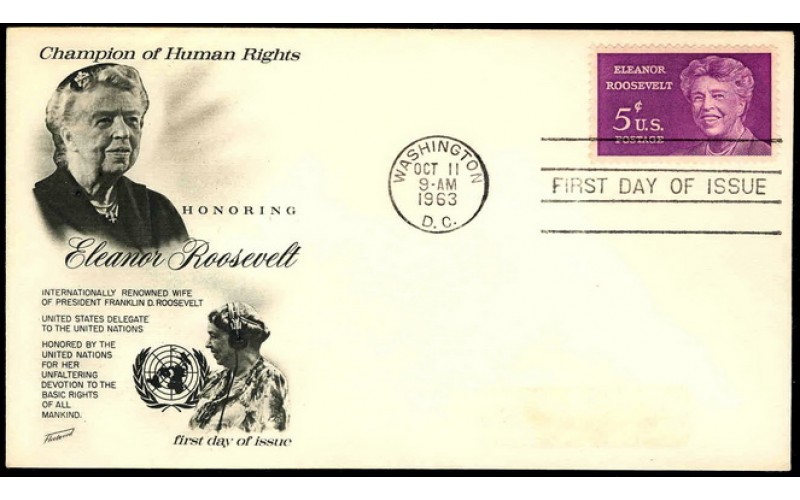 Champion of Human Rights
HONORING
Eleanor Roosevelt
INTERNATIONALLY RENOWNED WIFE
OF PRESIDENT FRANKLIN D. ROOSEVELT
UNITED STATES DELEGATE
TO THE UNITED NATIONS
HONORED BY THE
UNITED NATIONS
FOR HER
UNFALTERING
DEVOTION TO THE
BASIC RIGHTS
OF ALL
MANKIND.
Fleetwood
first day of issue
WASHINGTON
OCT 11
9-AM
1963
D. C.
ELEANOR
ROOSEVELT
5¢
U.S.
POSTAGE
FIRST DAY OF ISSUE